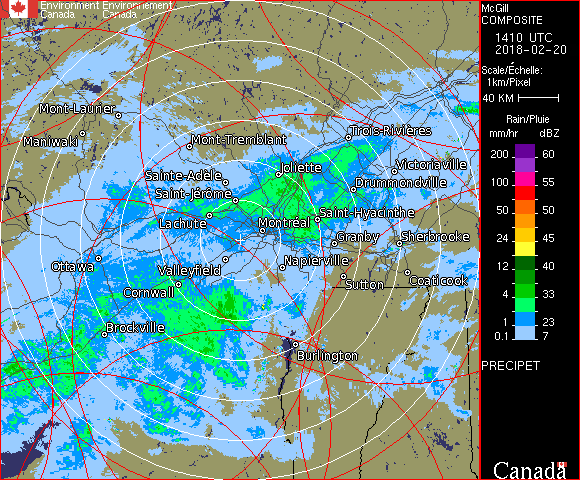 Environment Environnement
Canada Canada
McGill
COMPOSITE
1410 UTC
2018-02-20
Scale/Échelle:
1km/Pixel
40 KM
Rain/Pluie
mm/hr dBZ
200 60
100 55
50 50
24 45
12 40
4 33
1 23
0.1 7
PRECIPET
Canada
Mont-Laurier
Maniwaki
Mont-Tremblant
Trois-Rivières
Sainte-Adèle
Joliette
Victoriaville
Saint-Jérôme
Drummondville
Lachute
Montréal
Saint-Hyacinthe
Granby
Sherbrooke
Ottawa
Valleyfield
Napierville
Cornwall
Sutton
Coaticook
Brockville
Burlington